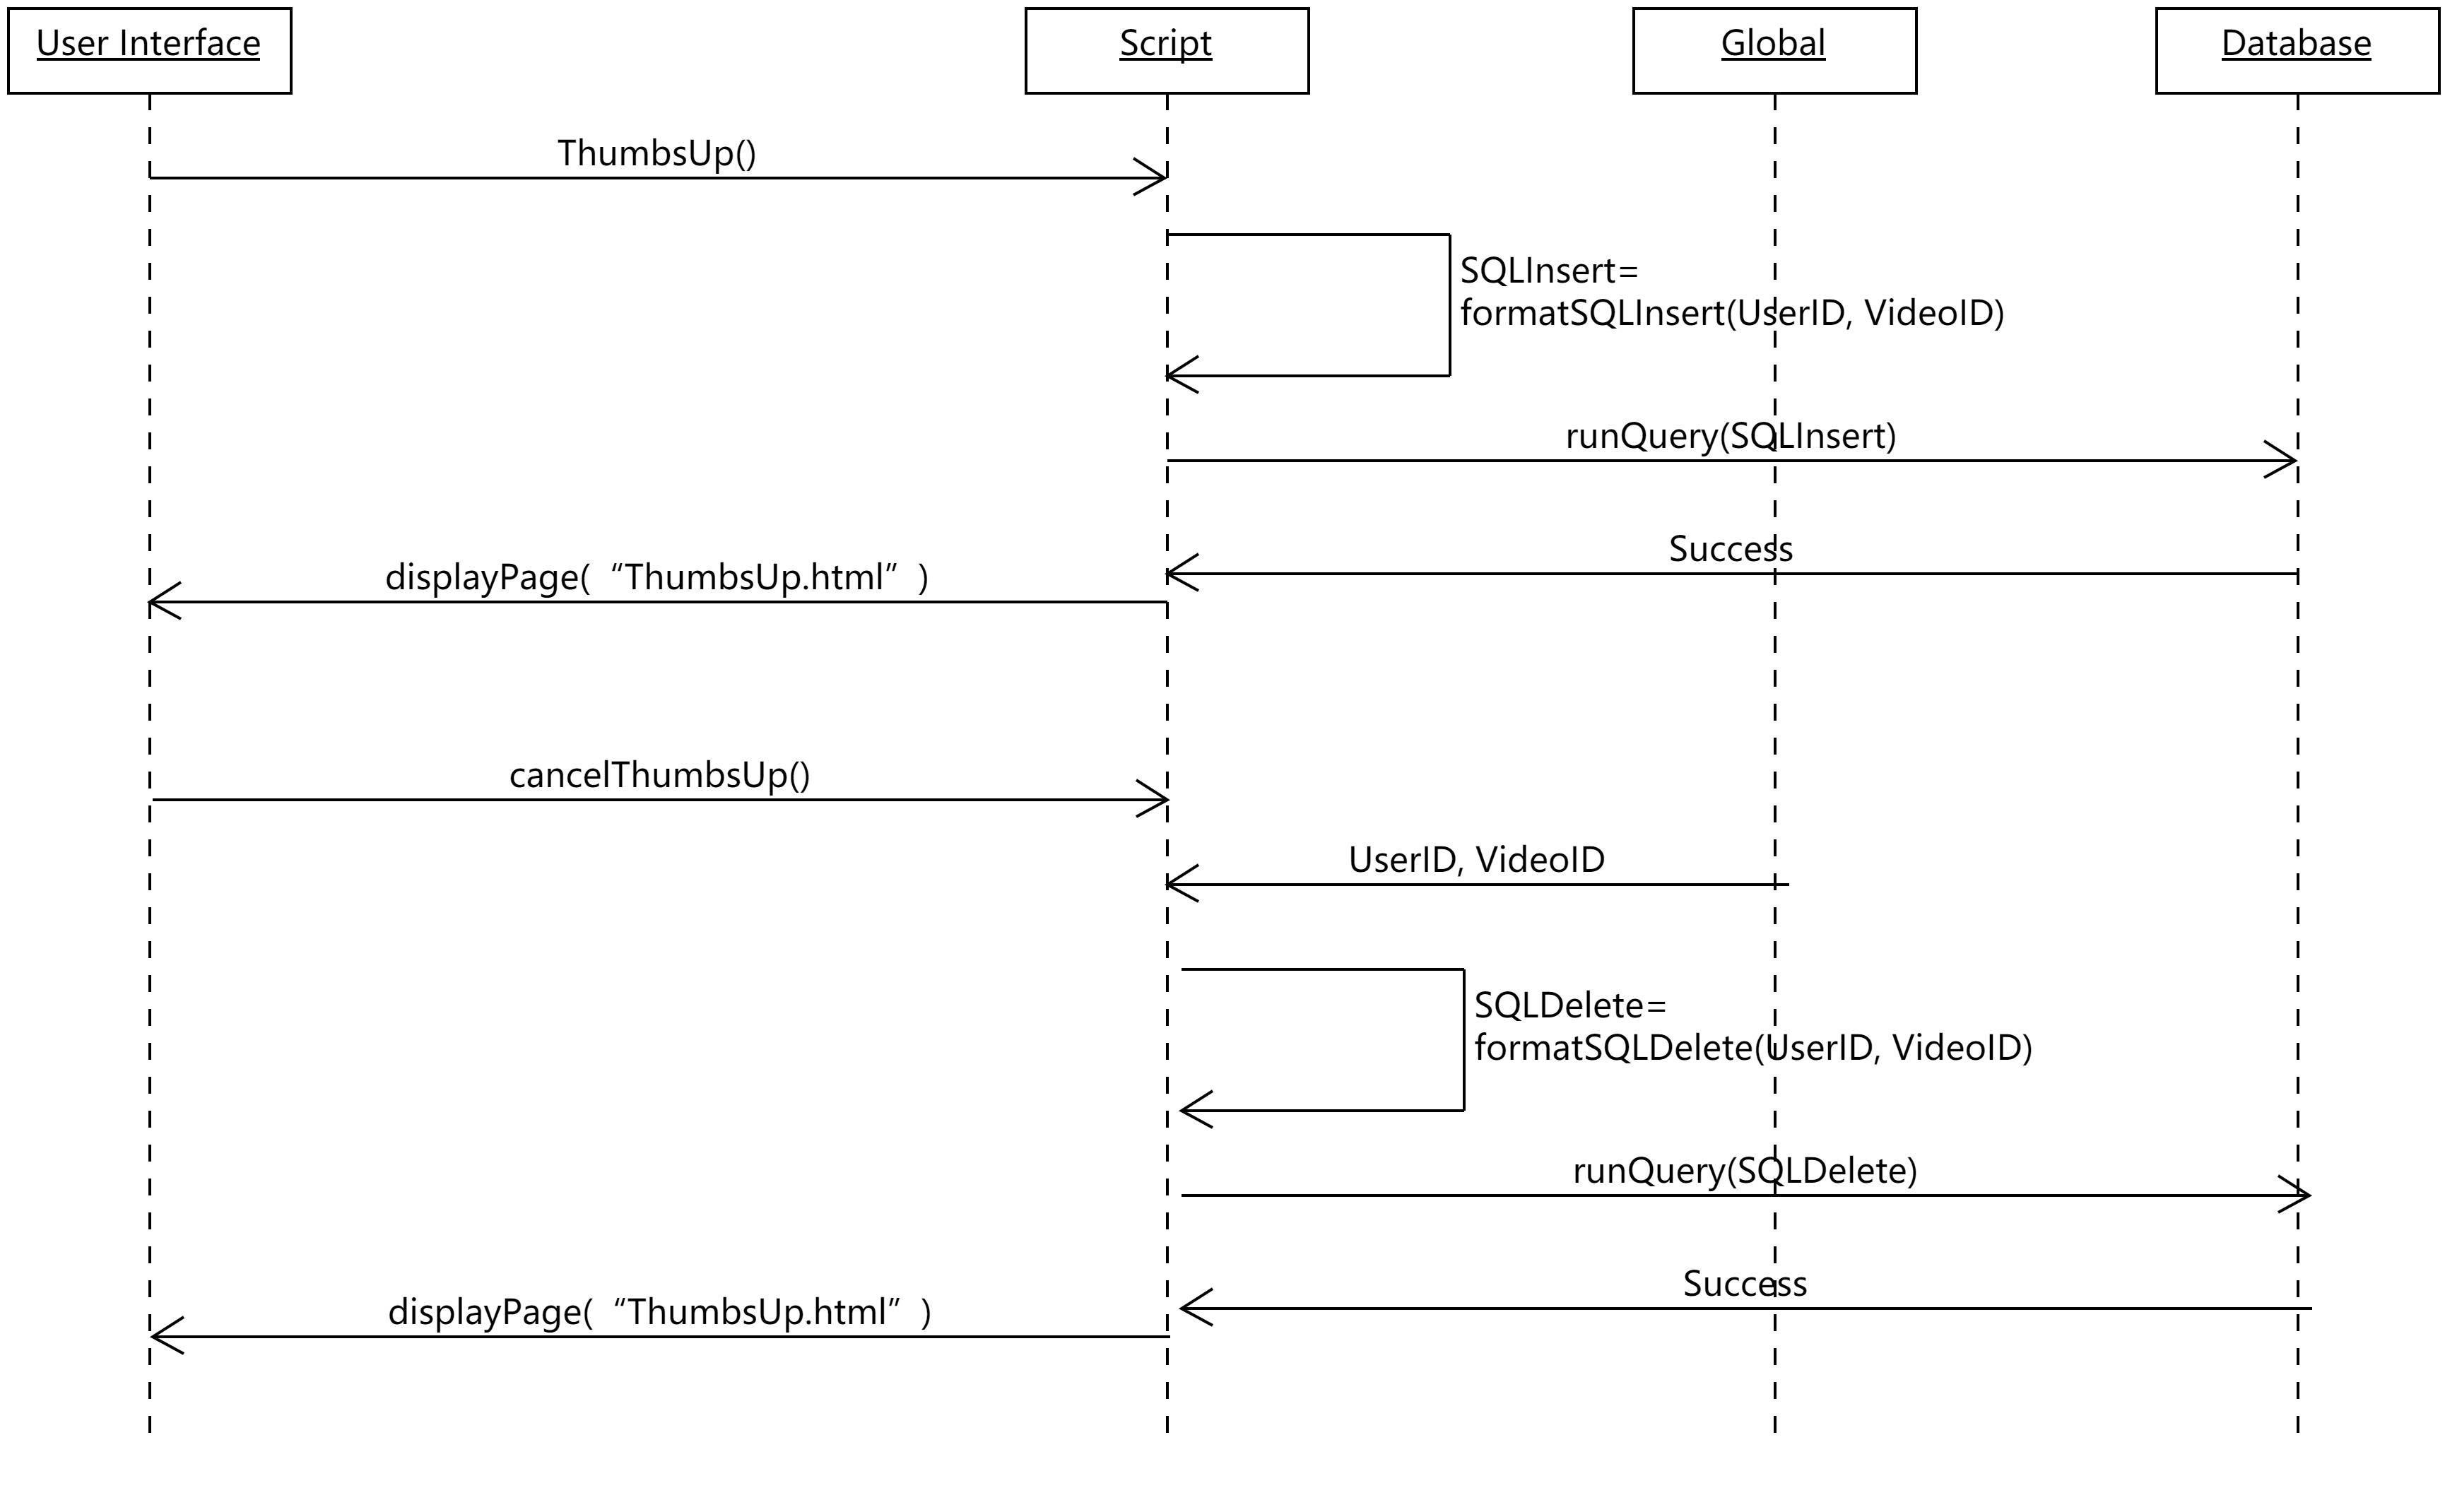 User Interface
Script
Global
Database
ThumbsUp()
SQLInsert=
formatSQLInsert(UserID, VideoID)
runQuery(SQLInsert)
Success
displayPage(“ThumbsUp.html”)
cancelThumbsUp()
UserID, VideoID
SQLDelete=
formatSQLDelete(UserID, VideoID)
runQuery(SQLDelete)
Success
displayPage(“ThumbsUp.html”)